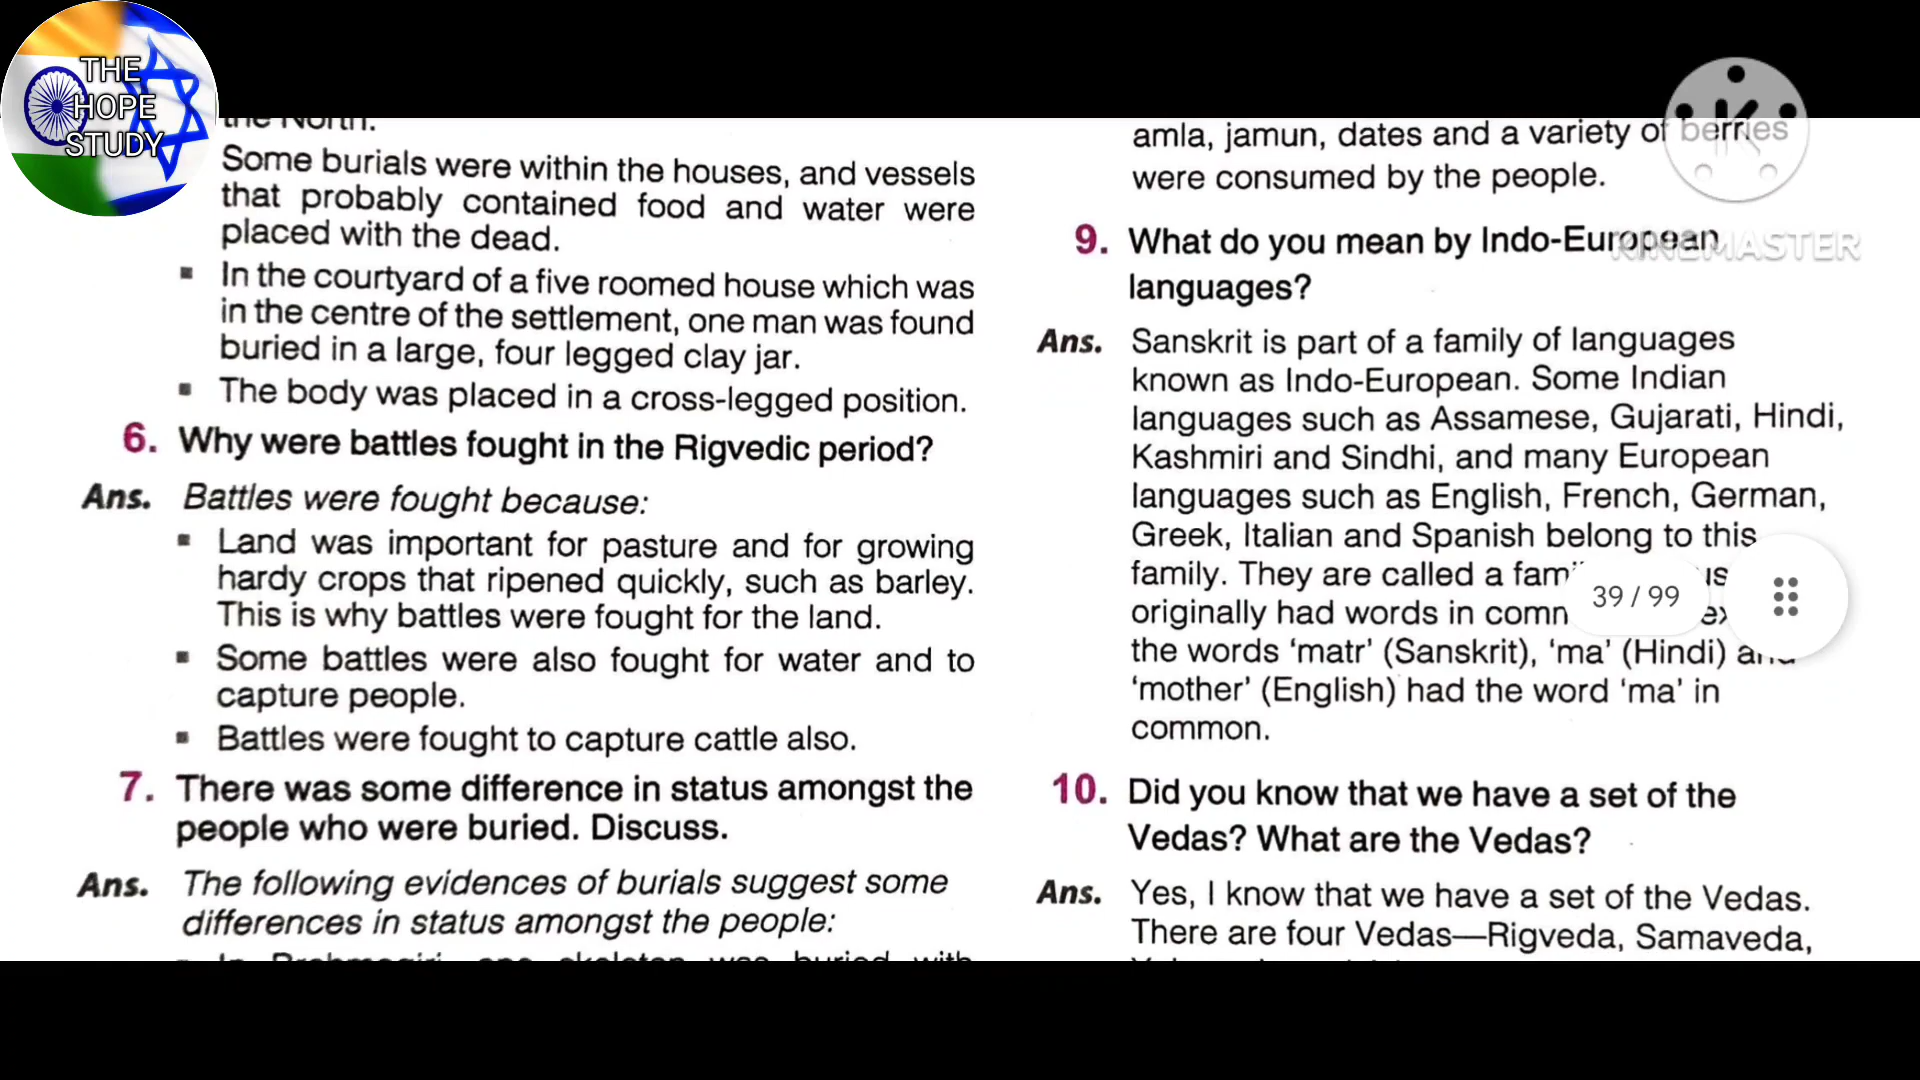 THE
HOPE
STUDY
the North.
Some burials were within the houses, and vessels
that probably contained food and water were
placed with the dead.
▪ In the courtyard of a five roomed house which was
in the centre of the settlement, one man was found
buried in a large, four legged clay jar.
▪ The body was placed in a cross-legged position.
6. Why were battles fought in the Rigvedic period?
Ans. Battles were fought because:
▪ Land was important for pasture and for growing
hardy crops that ripened quickly, such as barley.
This is why battles were fought for the land.
▪ Some battles were also fought for water and to
capture people.
▪ Battles were fought to capture cattle also.
7. There was some difference in status amongst the
people who were buried. Discuss.
Ans. The following evidences of burials suggest some
differences in status amongst the people:
▪ In Brahmagiri, one skeleton was buried with
amla, jamun, dates and a variety of berries
were consumed by the people.
9. What do you mean by Indo-European
languages?
Ans. Sanskrit is part of a family of languages
known as Indo-European. Some Indian
languages such as Assamese, Gujarati, Hindi,
Kashmiri and Sindhi, and many European
languages such as English, French, German,
Greek, Italian and Spanish belong to this
family. They are called a
originally had words in
the words ‘matr’ (Sanskrit), ‘ma’ (Hindi) and
‘mother’ (English) had the word ‘ma’ in
common.
10. Did you know that we have a set of the
Vedas? What are the Vedas?
Ans. Yes, I know that we have a set of the Vedas.
There are four Vedas—Rigveda, Samaveda,
KINEMASTER
39 / 99